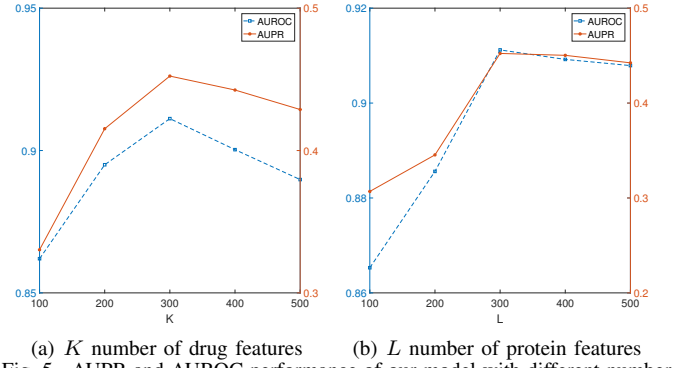 0.95
0.9
0.85
0.5
0.4
0.3
AUROC
AUPR
100 200 300 400 500
K
0.92
0.9
0.88
0.86
0.5
0.4
0.3
0.2
AUROC
AUPR
100 200 300 400 500
L
(a) K number of drug features
(b) L number of protein features
Fig. 5. AUPR and AUROC performance of our model with different number